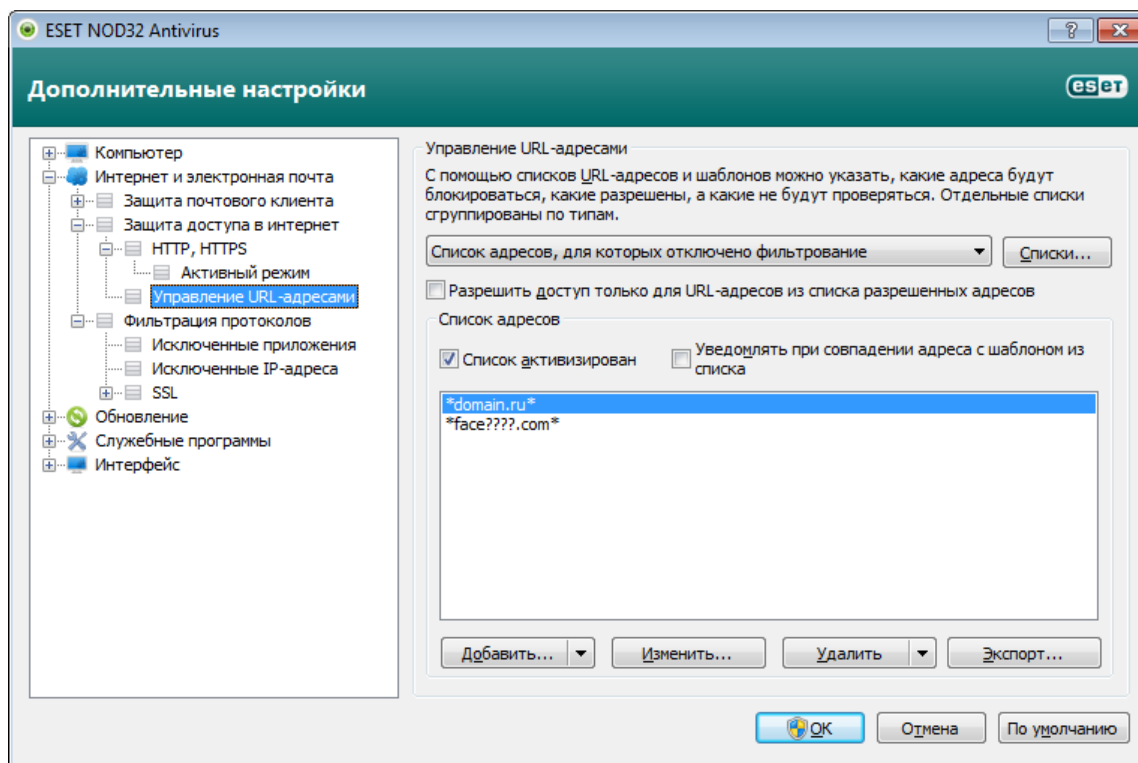 ESET NOD32 Antivirus
Дополнительные настройки
eset
Компьютер
Интернет и электронная почта
Защита почтового клиента
Защита доступа в интернет
HTTP, HTTPS
Активный режим
Управление URL-адресами
Фильтрация протоколов
Исключенные приложения
Исключенные IP-адреса
SSL
Обновление
Служебные программы
Интерфейс
Управление URL-адресами
С помощью списков URL-адресов и шаблонов можно указать, какие адреса будут
блокироваться, какие разрешены, а какие не будут проверяться. Отдельные списки
сгруппированы по типам.
Список адресов, для которых отключено фильтрование
Списки...
Разрешить доступ только для URL-адресов из списка разрешенных адресов
Список адресов
Список активизирован
Уведомлять при совпадении адреса с шаблоном из
списка
*domain.ru*
*face????.com*
Добавить...
Изменить...
Удалить
Экспорт...
OK
Отмена
По умолчанию